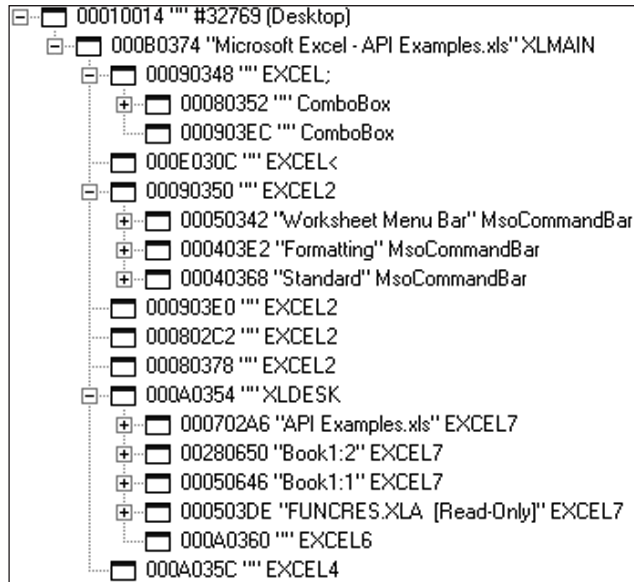 00010014 "" #32769 (Desktop)
000B0374 "Microsoft Excel - API Examples.xls" XLMAIN
00090348 "" EXCEL;
00080352 "" ComboBox
000903EC "" ComboBox
000E030C "" EXCEL<
00090350 "" EXCEL2
00050342 "Worksheet Menu Bar" MsoCommandBar
000403E2 "Formatting" MsoCommandBar
00040368 "Standard" MsoCommandBar
000903E0 "" EXCEL2
000802C2 "" EXCEL2
00080378 "" EXCEL2
000A0354 "" XLDESK
000702A6 "API Examples.xls" EXCEL7
00280650 "Book1:2" EXCEL7
00050646 "Book1:1" EXCEL7
000503DE "FUNCRES.XLA  [Read-Only]" EXCEL7
000A0360 "" EXCEL6
000A035C "" EXCEL4